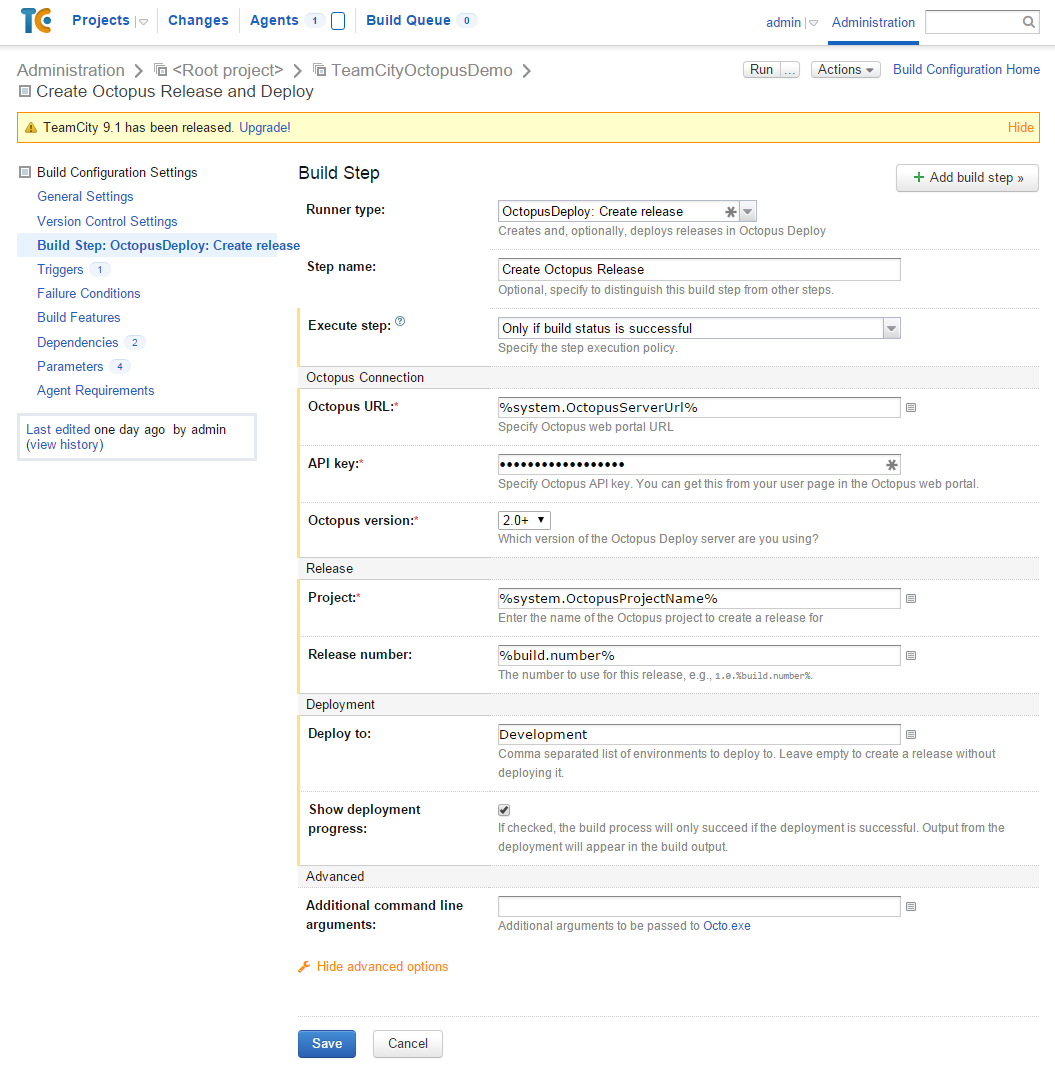 TC Projects Changes Agents 1 Build Queue 0 admin Administration
Administration <Root project> TeamCityOctopusDemo Run ... Actions Build Configuration Home
Create Octopus Release and Deploy
TeamCity 9.1 has been released. Upgrade! Hide
Build Configuration Settings
General Settings
Version Control Settings
Build Step: OctopusDeploy: Create release
Triggers 1
Failure Conditions
Build Features
Dependencies 2
Parameters 4
Agent Requirements
Last edited one day ago by admin
(view history)
Build Step
+ Add build step »
Runner type: OctopusDeploy: Create release
Creates and, optionally, deploys releases in Octopus Deploy
Step name: Create Octopus Release
Optional, specify to distinguish this build step from other steps.
Execute step: ? Only if build status is successful
Specify the step execution policy.
Octopus Connection
Octopus URL:* %system.OctopusServerUrl%
Specify Octopus web portal URL
API key:* ••••••••••••••••••
Specify Octopus API key. You can get this from your user page in the Octopus web portal.
Octopus version:* 2.0+
Which version of the Octopus Deploy server are you using?
Release
Project:* %system.OctopusProjectName%
Enter the name of the Octopus project to create a release for
Release number: %build.number%
The number to use for this release, e.g., 1.0.%build.number%.
Deployment
Deploy to: Development
Comma separated list of environments to deploy to. Leave empty to create a release without
deploying it.
Show deployment
progress:
If checked, the build process will only succeed if the deployment is successful. Output from the
deployment will appear in the build output.
Advanced
Additional command line
arguments:
Additional arguments to be passed to Octo.exe
Hide advanced options
Save Cancel